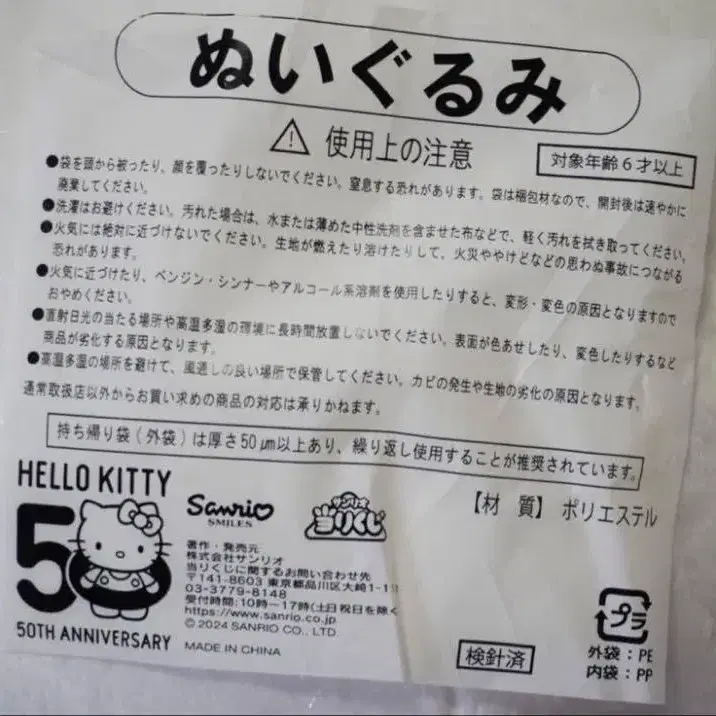 ぬいぐるみ
⚠ 使用上の注意
対象年齢6才以上
●袋を頭から被ったり、顔を覆ったりしないでください。窒息する恐れがあります。袋は梱包材なので、開封後は速やかに
廃棄してください。
●洗濯はお避けください。汚れた場合は、水または薄めた中性洗剤を含ませた布などで、軽く汚れを拭き取ってください。
●火気には絶対に近づけないでください。生地が燃えたり溶けたりして、火災ややけどなどの思わぬ事故につながる
恐れがあります。
●火気に近づけたり、ベンジン・シンナーやアルコール系溶剤を使用したりすると、変形・変色の原因となりますので
おやめください。
●直射日光の当たる場所や高温多湿の環境に長時間放置しないでください。表面が色あせしたり、変色したりするなど
商品が劣化する原因となります。
●高温多湿の場所を避けて、風通しの良い場所で保管してください。カビの発生や生地の劣化の原因となります。
通常取扱店以外からお買い求めの商品の対応は承りかねます。
持ち帰り袋(外袋)は厚さ50μm以上あり、繰り返し使用することが推奨されています。
【材 質】 ポリエステル
HELLO KITTY
50
50TH ANNIVERSARY
Sanrio
SMILES
サンリオ
当りくじ
著作・発売元
株式会社サンリオ
当りくじに関するお問い合わせ先
〒141-8603 東京都品川区大崎1-11
03-3779-8148
受付時間:10時~17時(土日祝日を除く
https://www.sanrio.co.jp
© 2024 SANRIO CO., LTD.
MADE IN CHINA
検針済
プラ
外袋:PE
内袋:PP